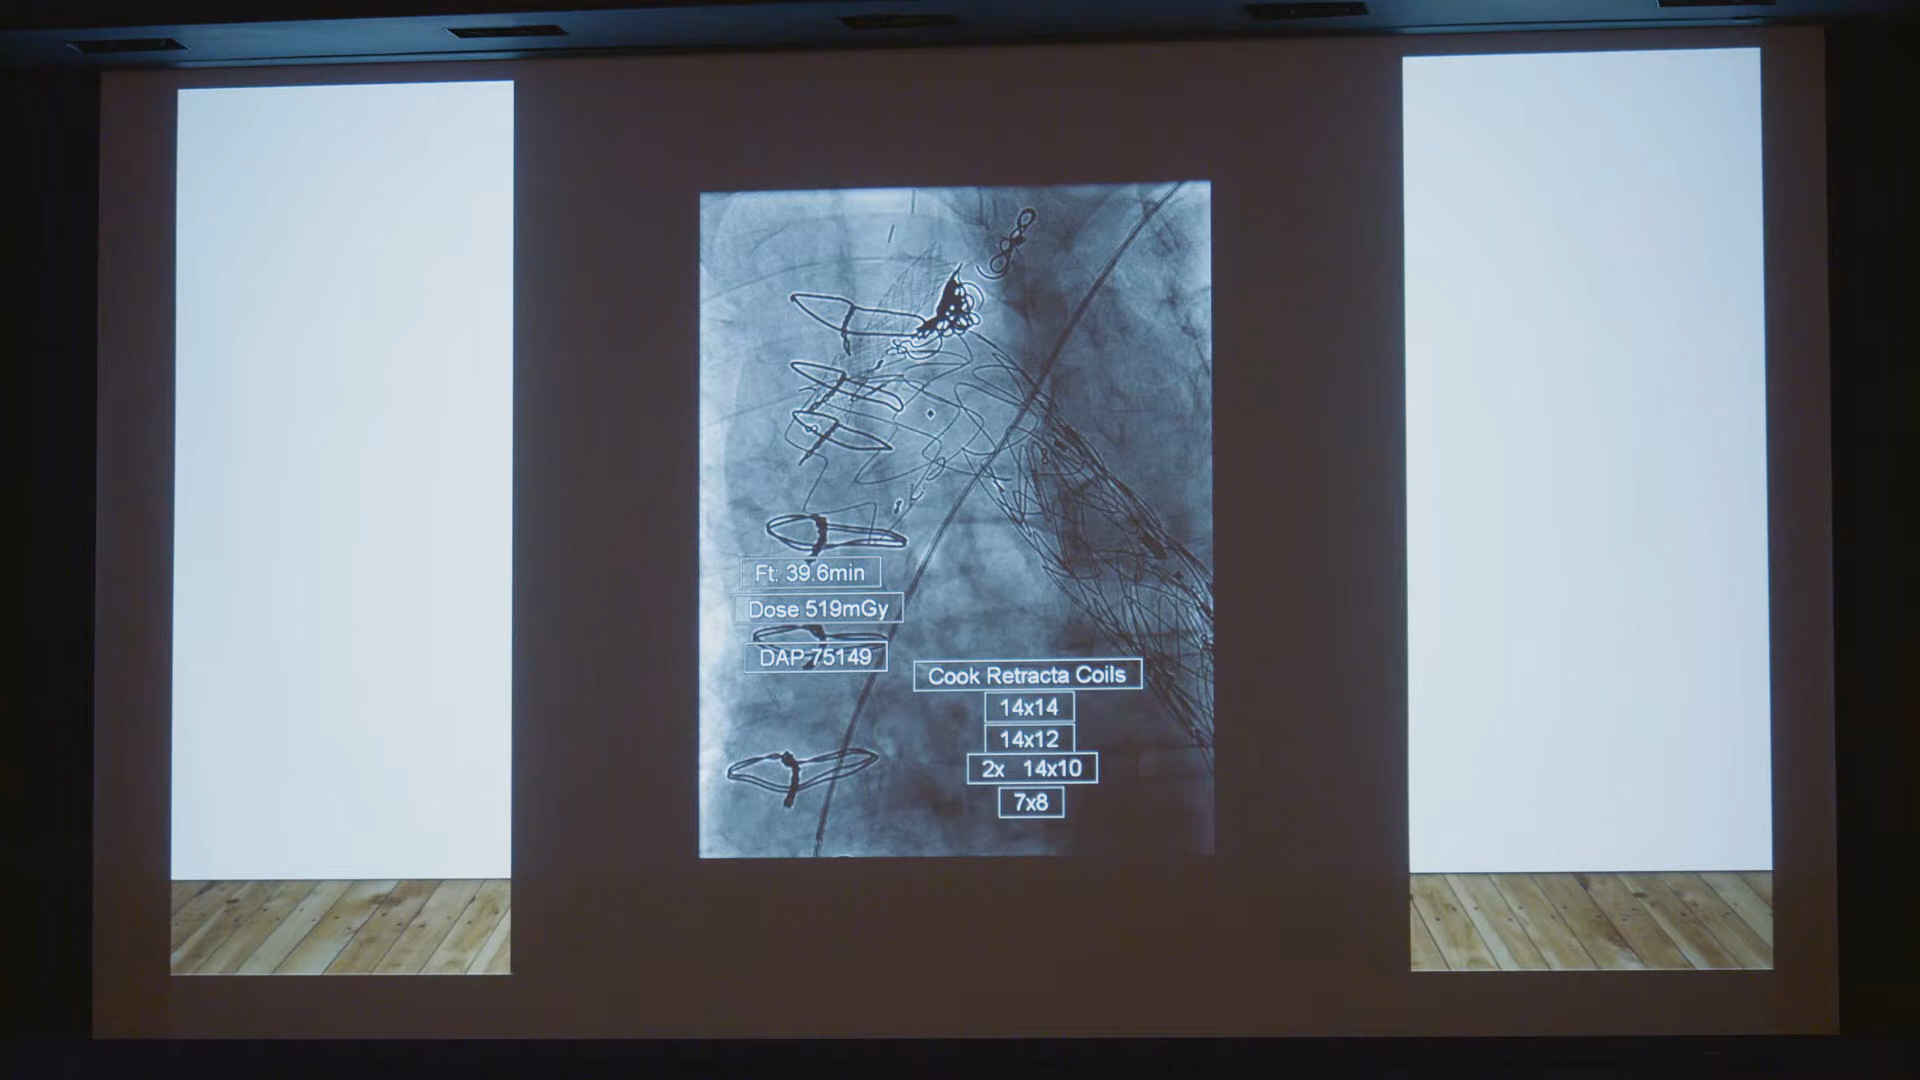 Ft: 39.6min
Dose 519mGy
DAP 75149
Cook Retracta Coils
14x14
14x12
2x 14x10
7x8